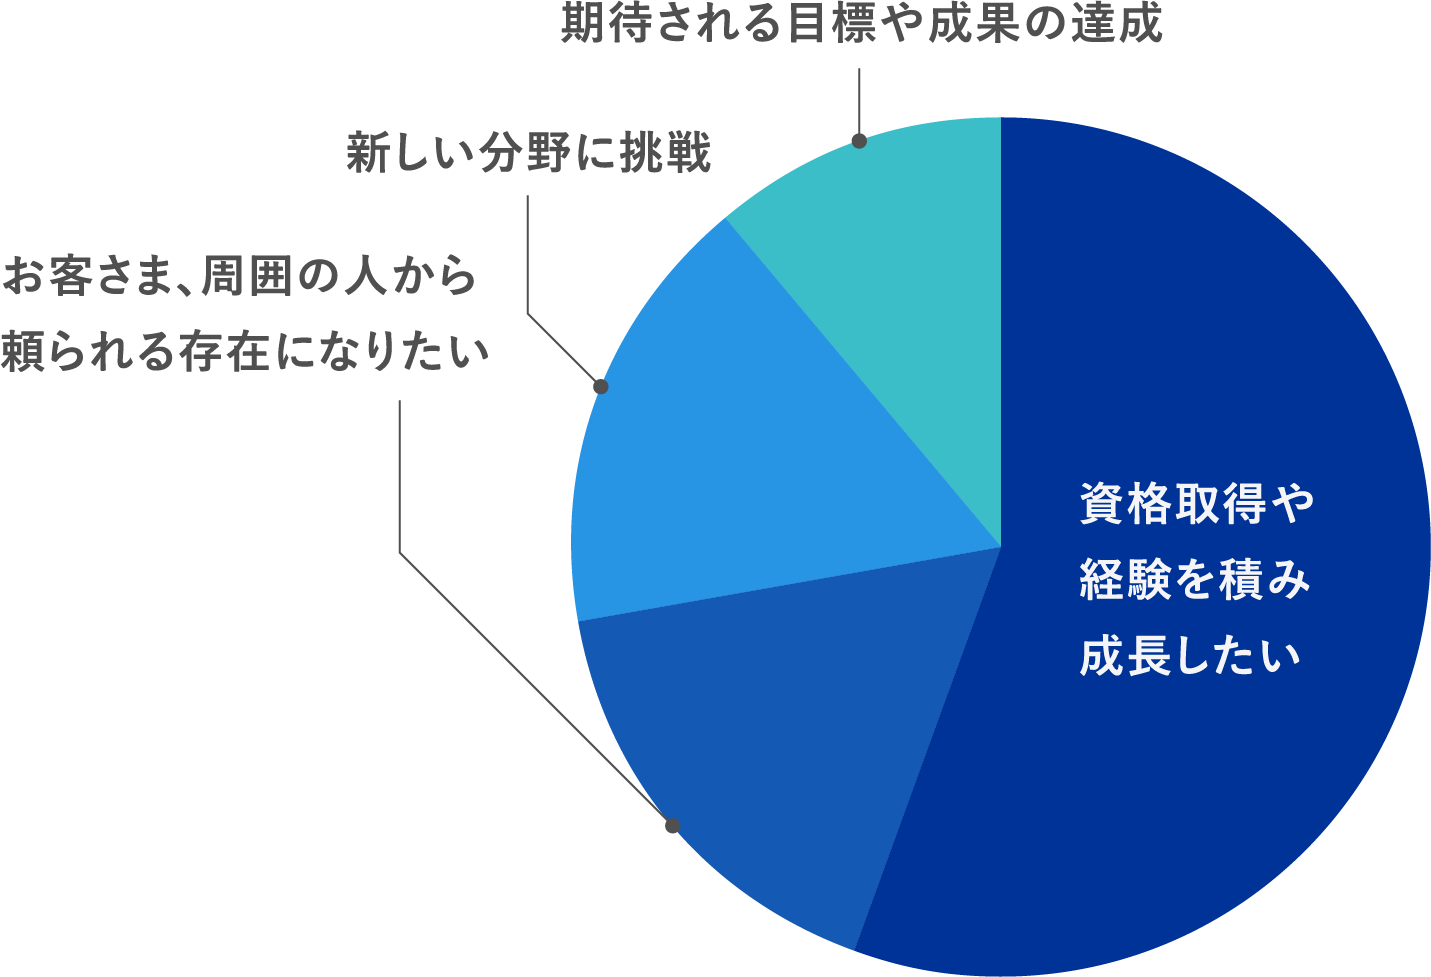 期待される目標や成果の達成
新しい分野に挑戦
お客さま、周囲の人から
頼られる存在になりたい
資格取得や
経験を積み
成長したい